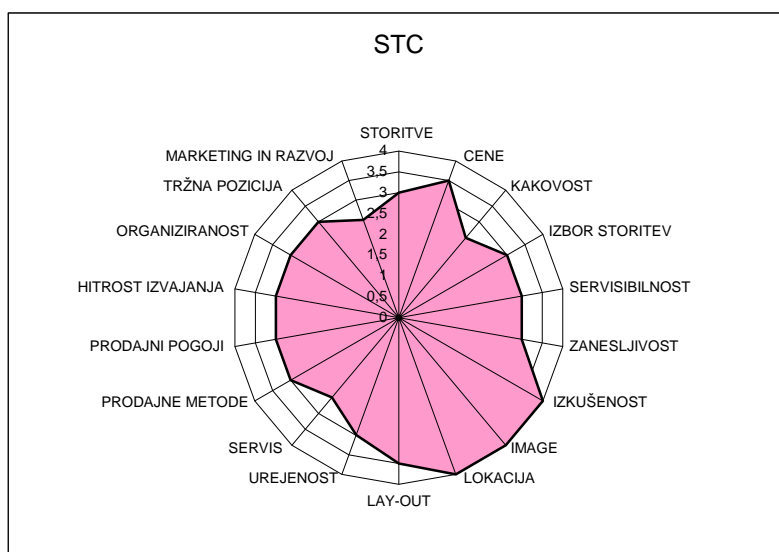 STC
STORITVE
CENE
KAKOVOST
IZBOR STORITEV
SERVISIBILNOST
ZANESLJIVOST
IZKUŠENOST
IMAGE
LOKACIJA
LAY-OUT
UREJENOST
SERVIS
PRODAJNE METODE
PRODAJNI POGOJI
HITROST IZVAJANJA
ORGANIZIRANOST
TRŽNA POZICIJA
MARKETING IN RAZVOJ
4
3,5
3
2,5
2
1,5
1
0,5
0